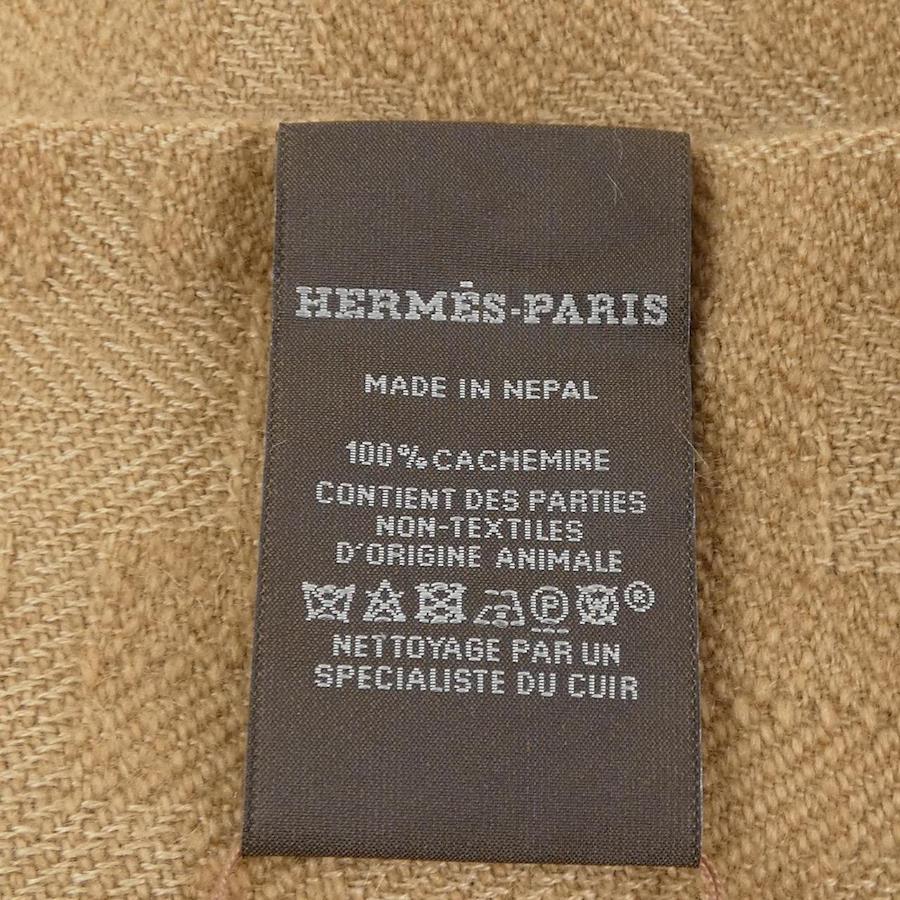 HERMÈS-PARIS
MADE IN NEPAL
100% CACHEMIRE
CONTIENT DES PARTIES
NON-TEXTILES
D'ORIGINE ANIMALE
P W ®
NETTOYAGE PAR UN
SPECIALISTE DU CUIR